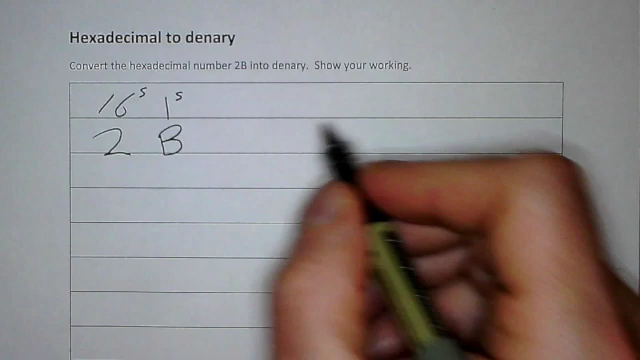 Hexadecimal to denary
Convert the hexadecimal number 2B into denary. Show your working.
16s 1s
2 B